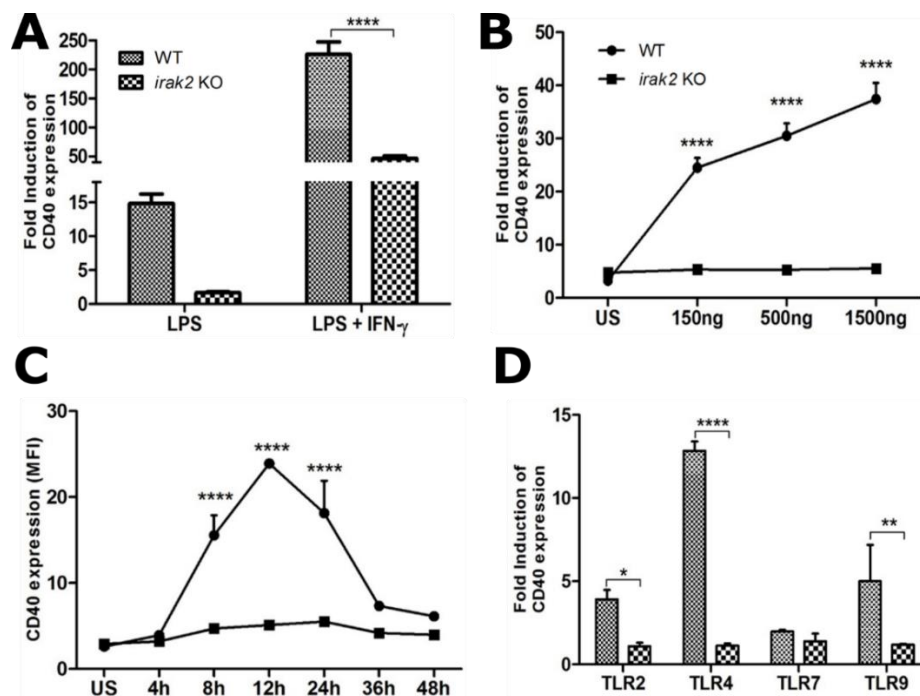 A
Fold Induction of
CD40 expression
250
200
150
100
50
15
10
5
0
WT
irak2 KO
****
LPS
LPS + IFN-γ
B
Fold Induction of
CD40 expression
50
40
30
20
10
0
WT
irak2 KO
****
****
****
US
150ng
500ng
1500ng
C
CD40 expression (MFI)
30
20
10
0
****
****
****
US
4h
8h
12h
24h
36h
48h
D
Fold Induction of
CD40 expression
15
10
5
0
*
****
**
TLR2
TLR4
TLR7
TLR9